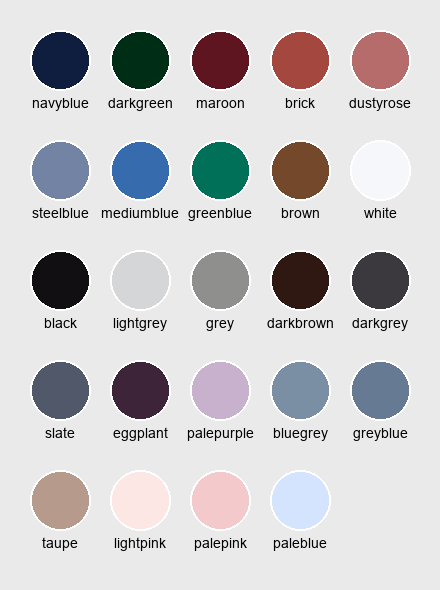 navyblue darkgreen maroon brick dustyrose
steelblue mediumblue greenblue brown white
black lightgrey grey darkbrown darkgrey
slate eggplant palepurple bluegrey greyblue
taupe lightpink palepink paleblue